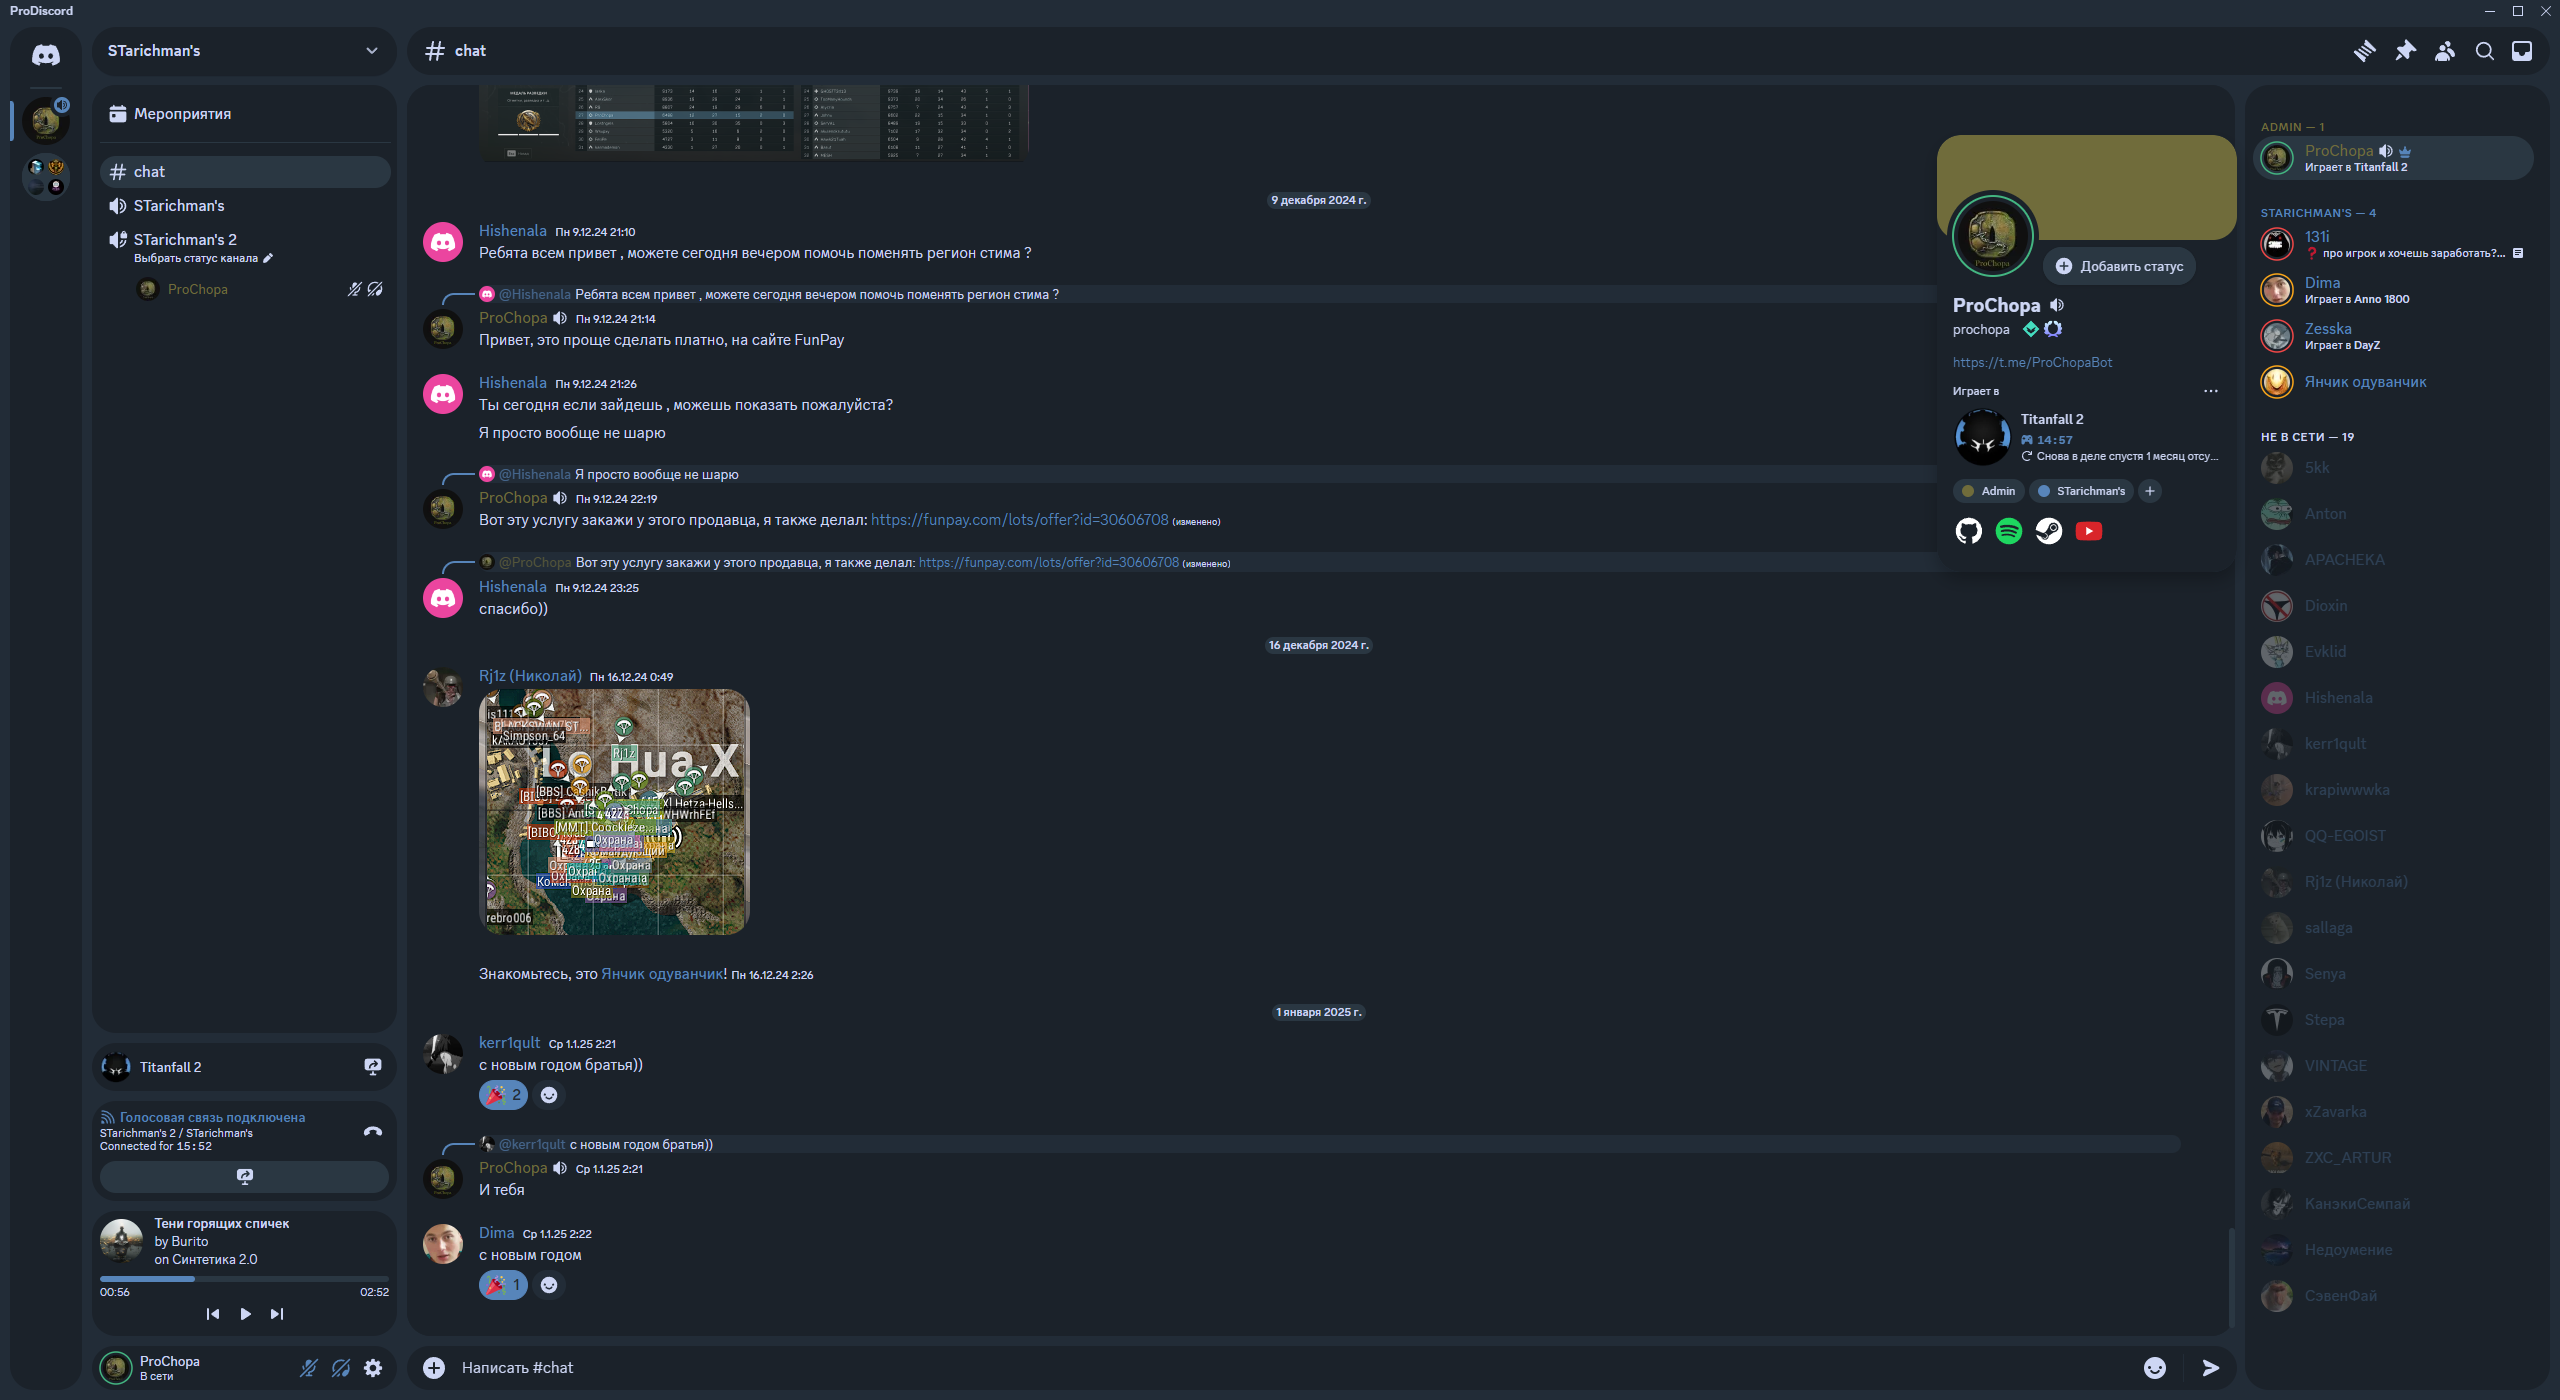 ProDiscord
STarichman's
Мероприятия
chat
STarichman's
STarichman's 2
Выбрать статус канала
ProChopa
Titanfall 2
Голосовая связь подключена
STarichman's 2 / STarichman's
Connected for 15:52
Тени горящих спичек
by Burito
on Синтетика 2.0
00:56 02:52
ProChopa
В сети
# chat
9 декабря 2024 г.
Hishenala Пн 9.12.24 21:10
Ребята всем привет , можете сегодня вечером помочь поменять регион стима ?
@Hishenala Ребята всем привет , можете сегодня вечером помочь поменять регион стима ?
ProChopa Пн 9.12.24 21:14
Привет, это проще сделать платно, на сайте FunPay
Hishenala Пн 9.12.24 21:26
Ты сегодня если зайдешь , можешь показать пожалуйста?
Я просто вообще не шарю
@Hishenala Я просто вообще не шарю
ProChopa Пн 9.12.24 22:19
Вот эту услугу закажи у этого продавца, я также делал: https://funpay.com/lots/offer?id=30606708 (изменено)
@ProChopa Вот эту услугу закажи у этого продавца, я также делал: https://funpay.com/lots/offer?id=30606708 (изменено)
Hishenala Пн 9.12.24 23:25
спасибо))
16 декабря 2024 г.
Rj1z (Николай) Пн 16.12.24 0:49
Simpson_64
Rj1z
Hua X
Охрана
Охрана
Охрана
rebro006
Знакомьтесь, это Янчик одуванчик! Пн 16.12.24 2:26
1 января 2025 г.
kerr1qult Ср 1.1.25 2:21
с новым годом братья))
2
@kerr1qult с новым годом братья))
ProChopa Ср 1.1.25 2:21
И тебя
Dima Ср 1.1.25 2:22
с новым годом
1
Написать #chat
ProChopa
Добавить статус
ProChopa
prochopa
https://t.me/ProChopaBot
Играет в
Titanfall 2
14:57
Снова в деле спустя 1 месяц отсу...
Admin STarichman's +
ADMIN — 1
ProChopa
Играет в Titanfall 2
STARICHMAN'S — 4
131i
про игрок и хочешь заработать?...
Dima
Играет в Anno 1800
Zesska
Играет в DayZ
Янчик одуванчик
НЕ В СЕТИ — 19
5kk
Anton
APACHEKA
Dioxin
Evklid
Hishenala
kerr1qult
krapiwwwka
QQ-EGOIST
Rj1z (Николай)
sallaga
Senya
Stepa
VINTAGE
xZavarka
ZXC_ARTUR
КанэкиСемпай
Недоумение
СэвенФай